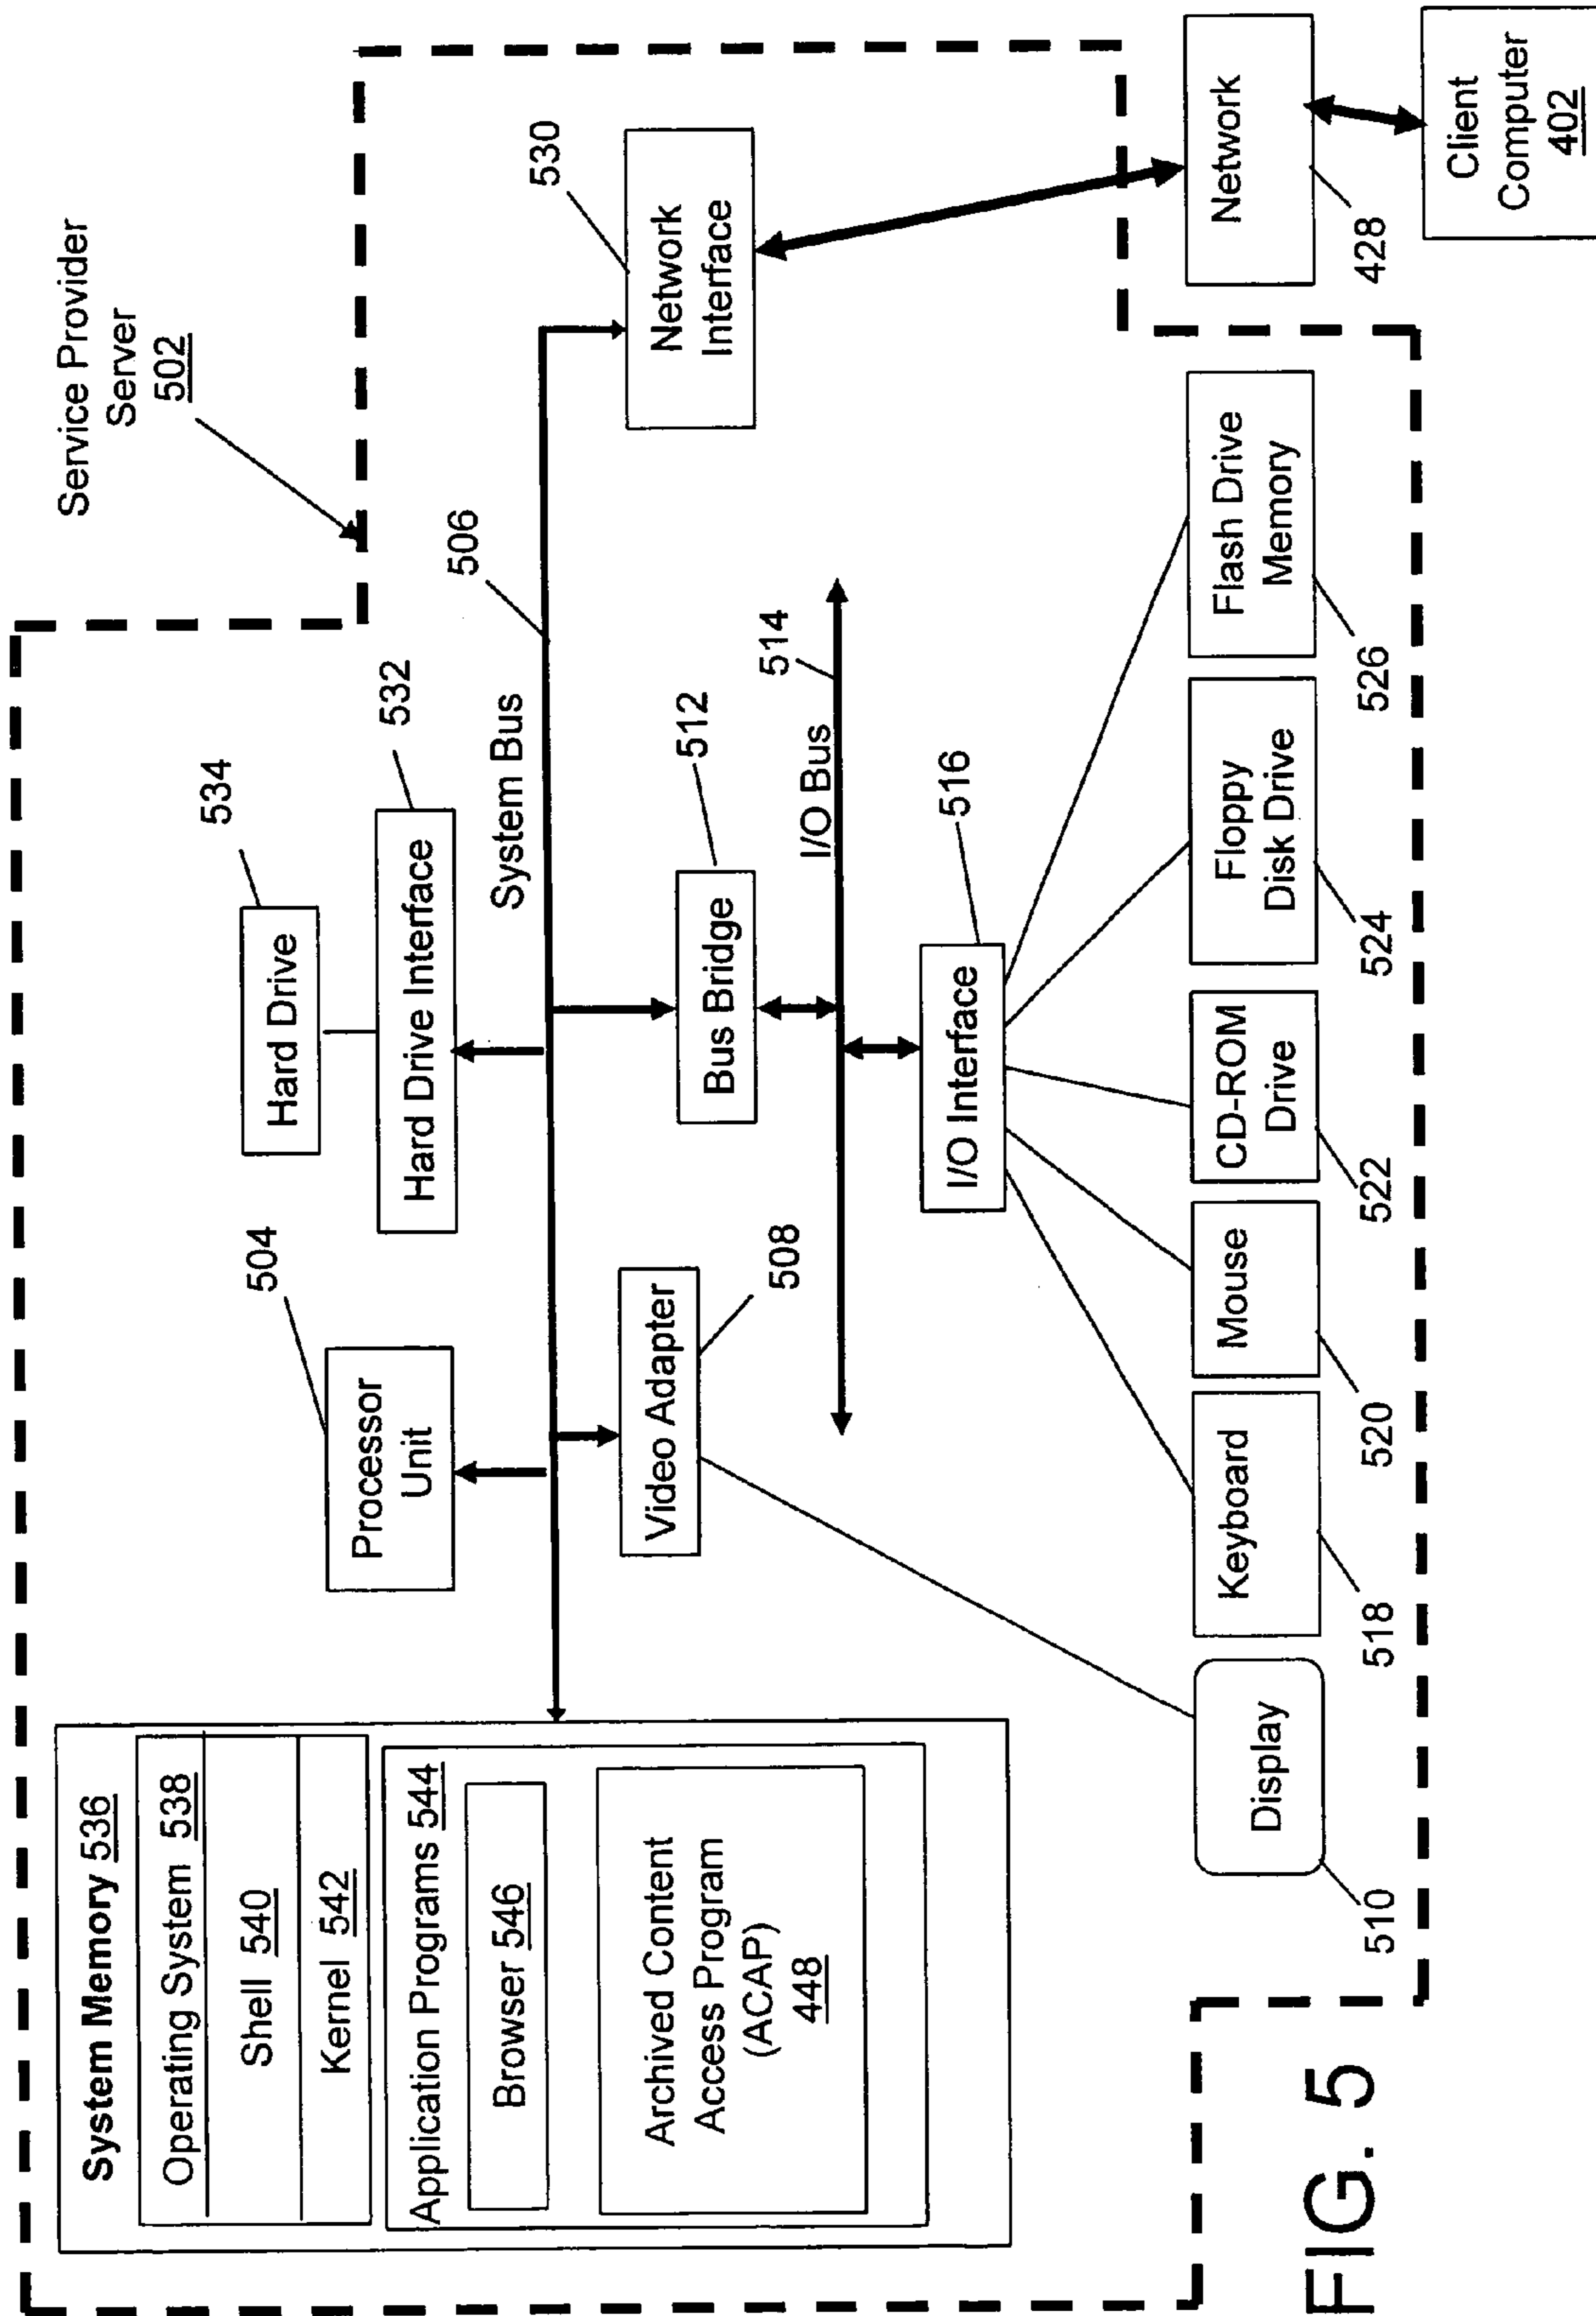 Service Provider
Server
502
System Memory 536
Operating System 538
Shell 540
Kernel 542
Application Programs 544
Browser 546
Archived Content
Access Program
(ACAP)
448
504
Processor
Unit
534
Hard Drive
532
Hard Drive Interface
System Bus
506
530
Network
Interface
Video Adapter
508
Bus Bridge
512
I/O Bus
514
I/O Interface
516
Display
510
Keyboard
518
Mouse
520
CD-ROM
Drive
522
Floppy
Disk Drive
524
Flash Drive
Memory
526
Network
428
Client
Computer
402
FIG. 5